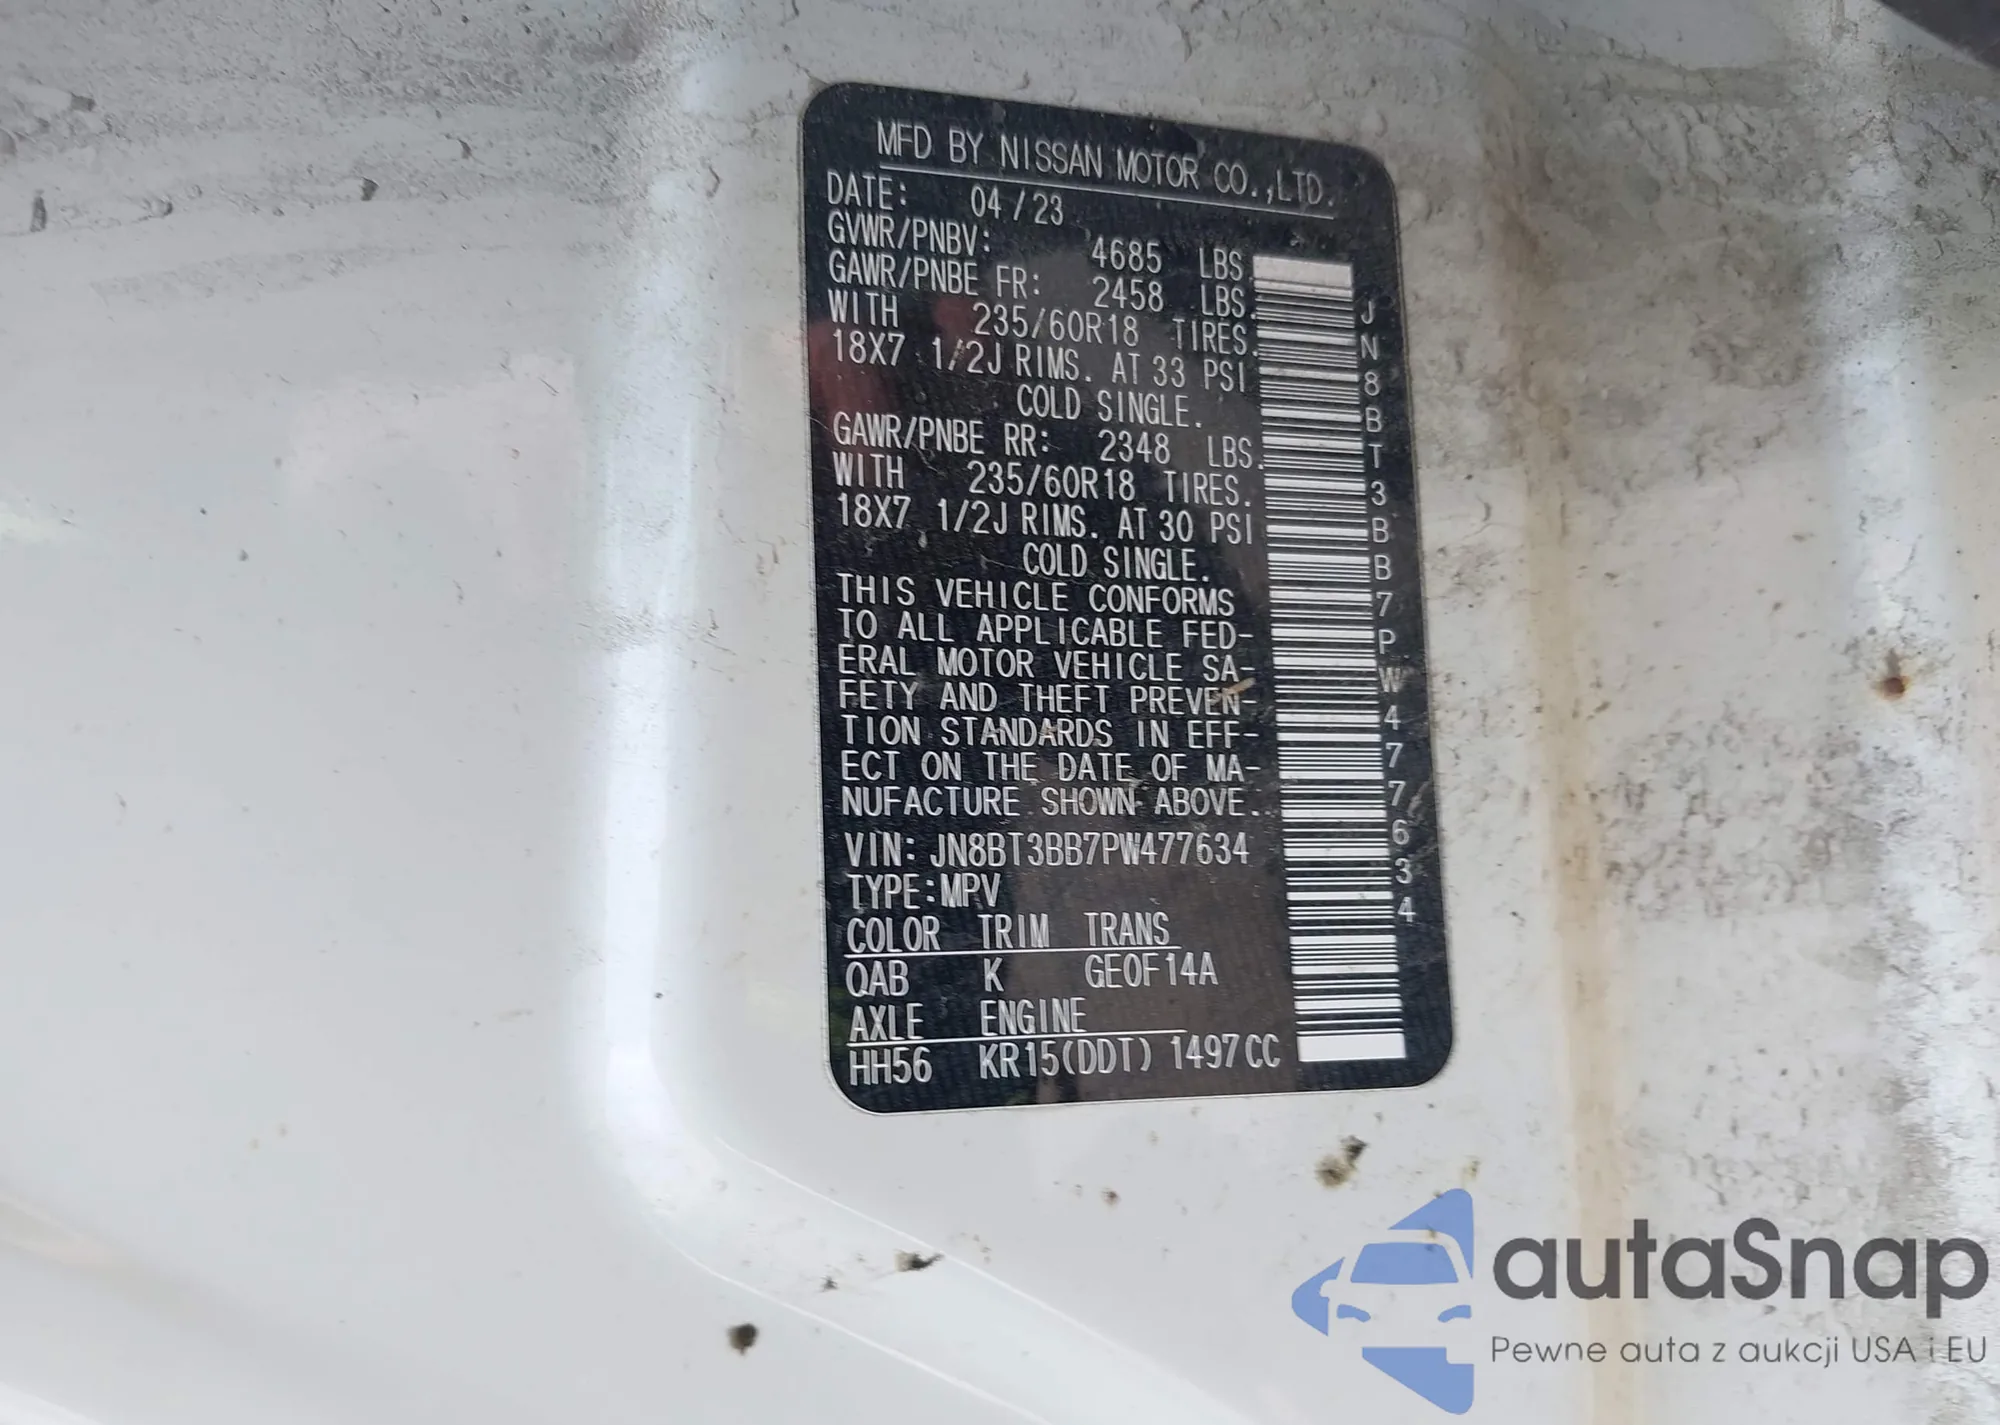 MFD BY NISSAN MOTOR CO.,LTD.
DATE: 04/23
GVWR/PNBV: 4685 LBS
GAWR/PNBE FR: 2458 LBS.
WITH 235/60R18 TIRES.
18X7 1/2J RIMS. AT 33 PSI
COLD SINGLE.
GAWR/PNBE RR: 2348 LBS.
WITH 235/60R18 TIRES.
18X7 1/2J RIMS. AT 30 PSI
COLD SINGLE.
THIS VEHICLE CONFORMS
TO ALL APPLICABLE FED-
ERAL MOTOR VEHICLE SA-
FETY AND THEFT PREVEN-
TION STANDARDS IN EFF-
ECT ON THE DATE OF MA-
NUFACTURE SHOWN ABOVE.
VIN: JN8BT3BB7PW477634
TYPE:MPV
COLOR TRIM TRANS
QAB K GE0F14A
AXLE ENGINE
HH56 KR15(DDT) 1497CC
JN8BT3BB7PW477634
autaSnap
Pewne auta z aukcji USA i EU